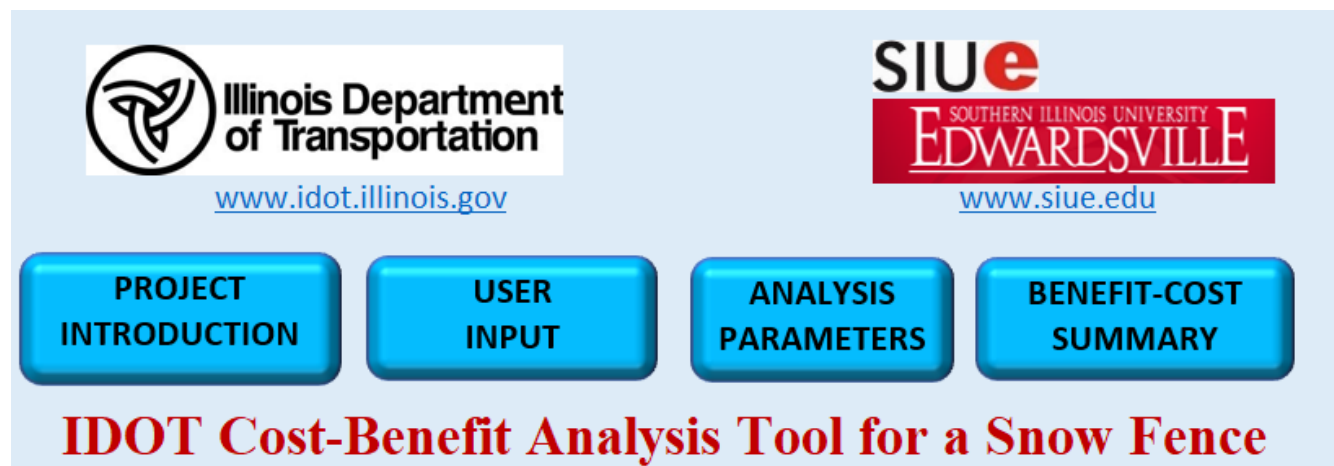 Illinois Department
of Transportation
www.idot.illinois.gov
SIUe
SOUTHERN ILLINOIS UNIVERSITY
EDWARDSVILLE
www.siue.edu
PROJECT
INTRODUCTION
USER
INPUT
ANALYSIS
PARAMETERS
BENEFIT-COST
SUMMARY
IDOT Cost-Benefit Analysis Tool for a Snow Fence